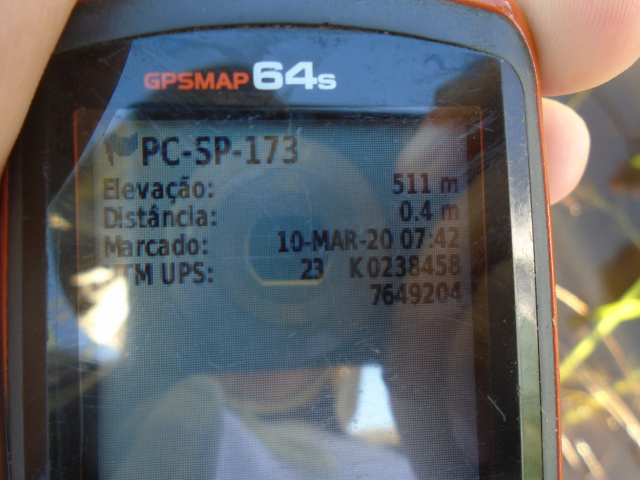 GPSMAP 64s
PC-SP-173
Elevação: 511 m
Distância: 0.4 m
Marcado: 10-MAR-20 07:42
UTM UPS: 23 K0238458
7649204